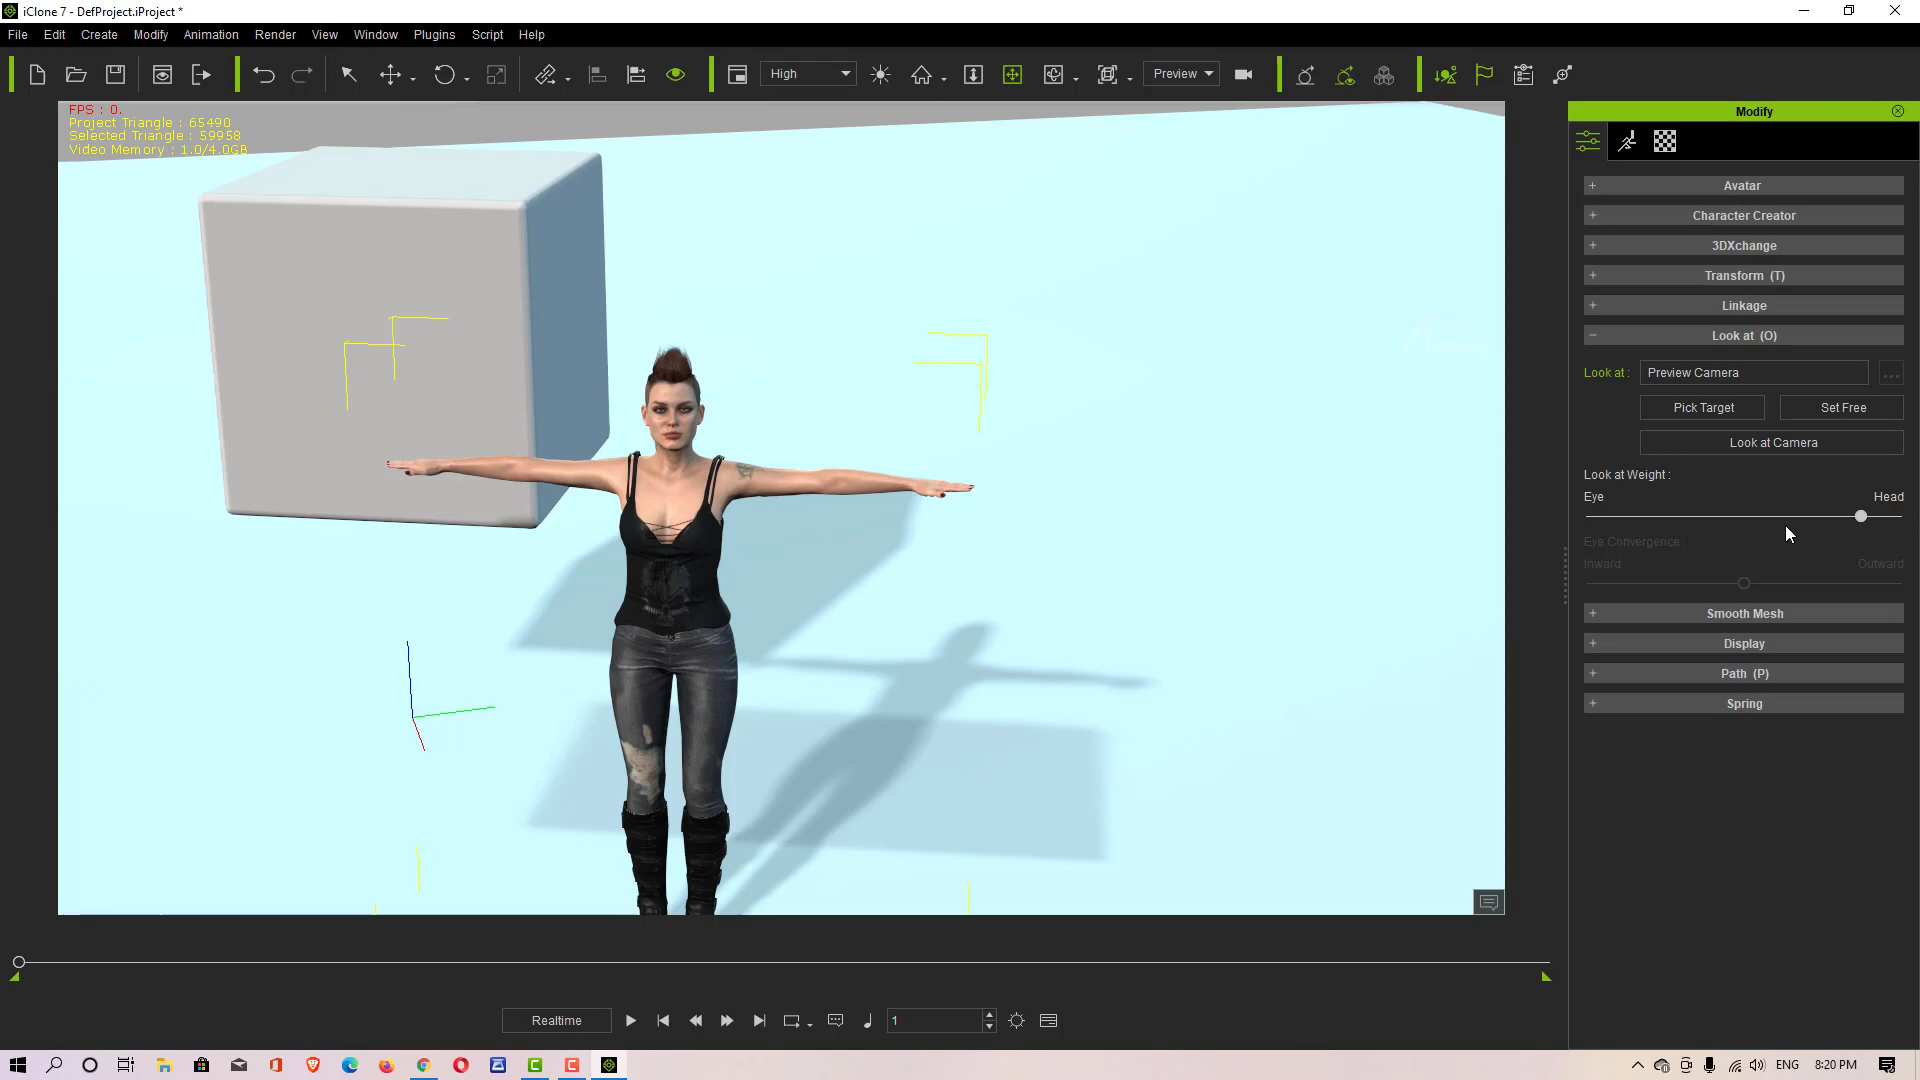 iClone 7 - DefProject.iProject *
File Edit Create Modify Animation Render View Window Plugins Script Help
High
Preview
FPS : 0.
Project Triangle : 65490
Selected Triangle : 59958
Video Memory : 1.0/4.0GB
Modify
+ Avatar
+ Character Creator
+ 3DXchange
+ Transform (T)
+ Linkage
− Look at (O)
Look at : Preview Camera ...
Pick Target Set Free
Look at Camera
Look at Weight :
Eye Head
Eye Convergence :
Inward Outward
+ Smooth Mesh
+ Display
+ Path (P)
+ Spring
Realtime
1
ENG 8:20 PM